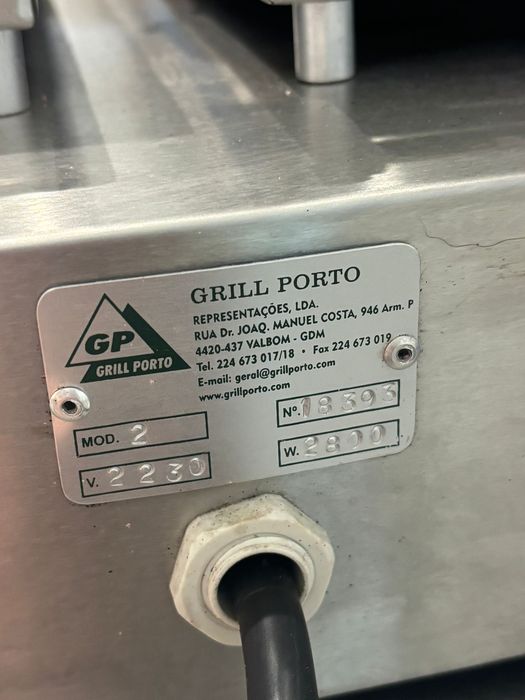 GP
GRILL PORTO
GRILL PORTO
REPRESENTAÇÕES, LDA.
RUA Dr. JOAQ. MANUEL COSTA, 946 Arm. P
4420-437 VALBOM - GDM
Tel. 224 673 017/18 • Fax 224 673 019
E-mail: geral@grillporto.com
www.grillporto.com
MOD. 2
Nº. 18393
V. 2230
W. 2800